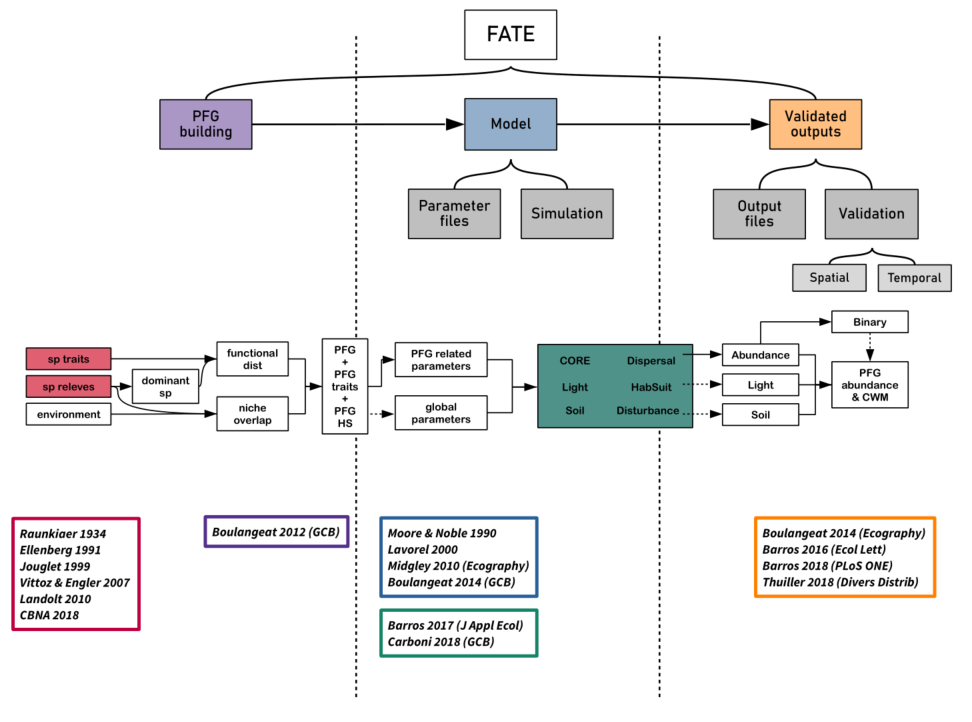 FATE
PFG
building
Model
Validated
outputs
Parameter
files
Simulation
Output
files
Validation
Spatial
Temporal
sp traits
sp releves
environment
dominant
sp
functional
dist
niche
overlap
PFG
+
PFG
traits
+
PFG
HS
PFG related
parameters
global
parameters
CORE
Dispersal
Light
HabSuit
Soil
Disturbance
Abundance
Light
Soil
Binary
PFG
abundance
& CWM
Raunkiaer 1934
Ellenberg 1991
Jouglet 1999
Vittoz & Engler 2007
Landolt 2010
CBNA 2018
Boulangeat 2012 (GCB)
Moore & Noble 1990
Lavorel 2000
Midgley 2010 (Ecography)
Boulangeat 2014 (GCB)
Barros 2017 (J Appl Ecol)
Carboni 2018 (GCB)
Boulangeat 2014 (Ecography)
Barros 2016 (Ecol Lett)
Barros 2018 (PLoS ONE)
Thuiller 2018 (Divers Distrib)